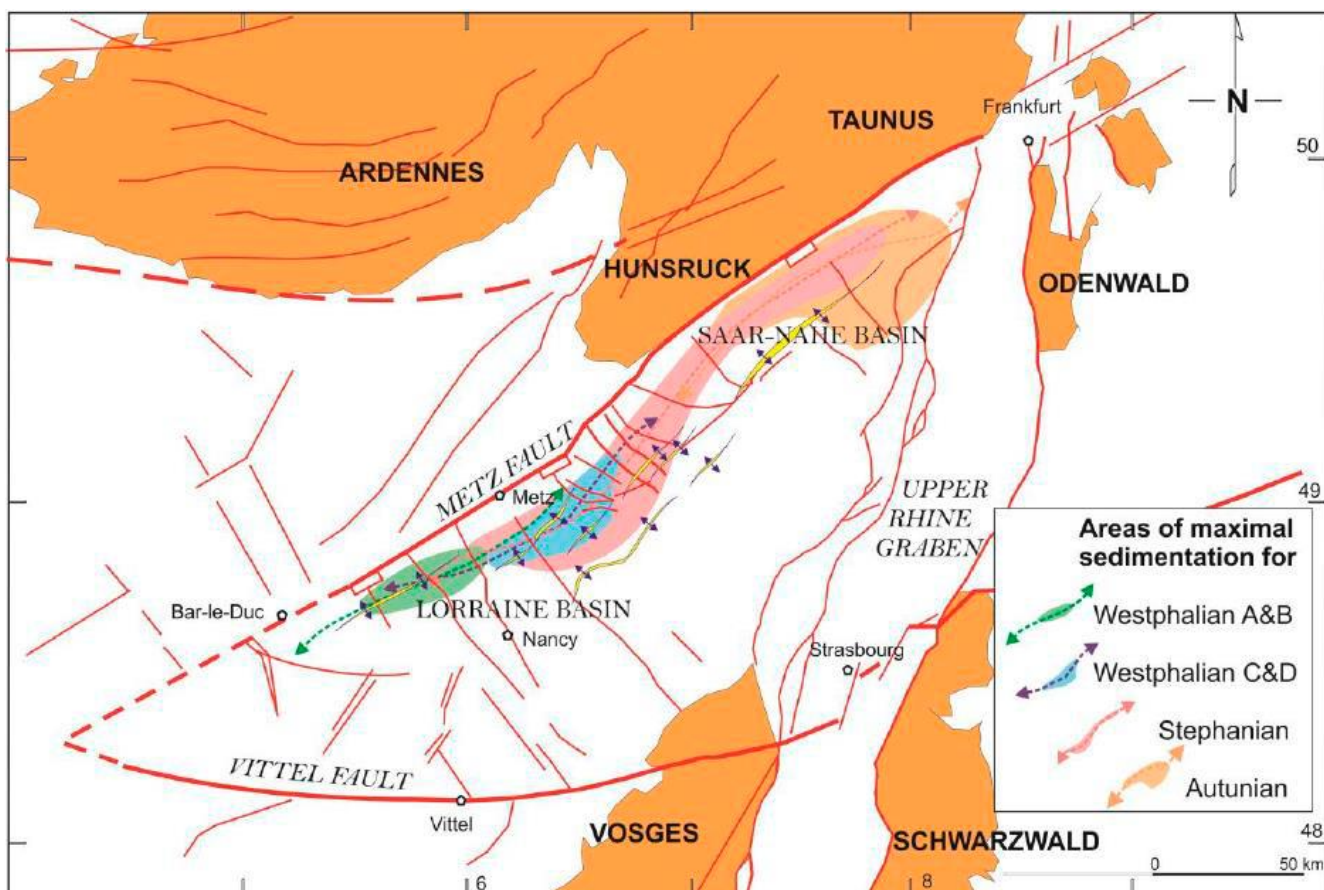 TAUNUS
Frankfurt
N
50
ARDENNES
HUNSRUCK
ODENWALD
SAAR-NAHE BASIN
METZ FAULT
Metz
49
UPPER
RHINE
GRABEN
Areas of maximal
sedimentation for
Westphalian A&B
Westphalian C&D
Stephanian
Autunian
Bar-le-Duc
LORRAINE BASIN
Nancy
Strasbourg
VITTEL FAULT
Vittel
VOSGES
SCHWARZWALD
48
0 50 km
6
8